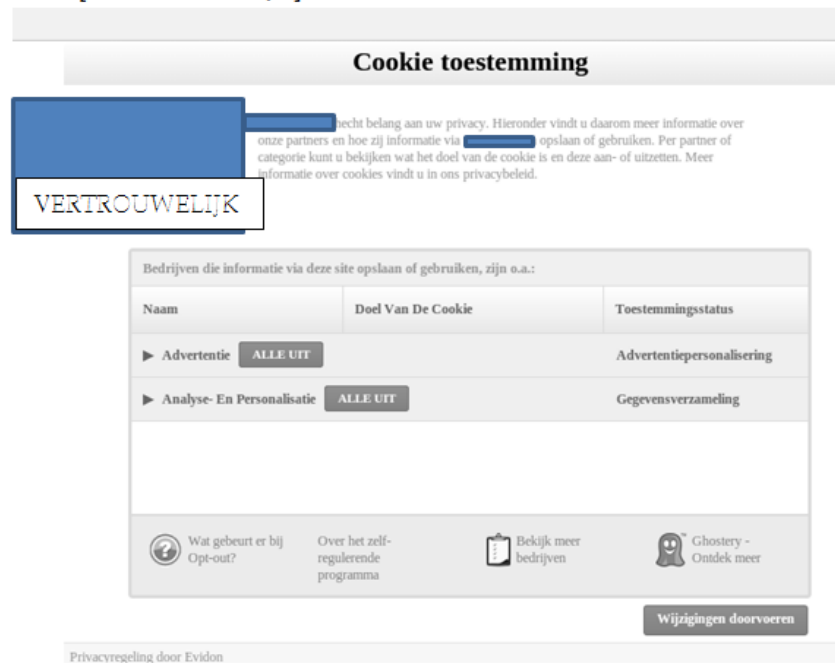 Cookie toestemming
hecht belang aan uw privacy. Hieronder vindt u daarom meer informatie over
onze partners en hoe zij informatie via opslaan of gebruiken. Per partner of
categorie kunt u bekijken wat het doel van de cookie is en deze aan- of uitzetten. Meer
informatie over cookies vindt u in ons privacybeleid.
VERTROUWELIJK
Bedrijven die informatie via deze site opslaan of gebruiken, zijn o.a.:
Naam Doel Van De Cookie Toestemmingsstatus
▶ Advertentie ALLE UIT Advertentiepersonalisering
▶ Analyse- En Personalisatie ALLE UIT Gegevensverzameling
Wat gebeurt er bij
Opt-out?
Over het zelf-
regulerende
programma
Bekijk meer
bedrijven
Ghostery -
Ontdek meer
Wijzigingen doorvoeren
Privacyregeling door Evidon